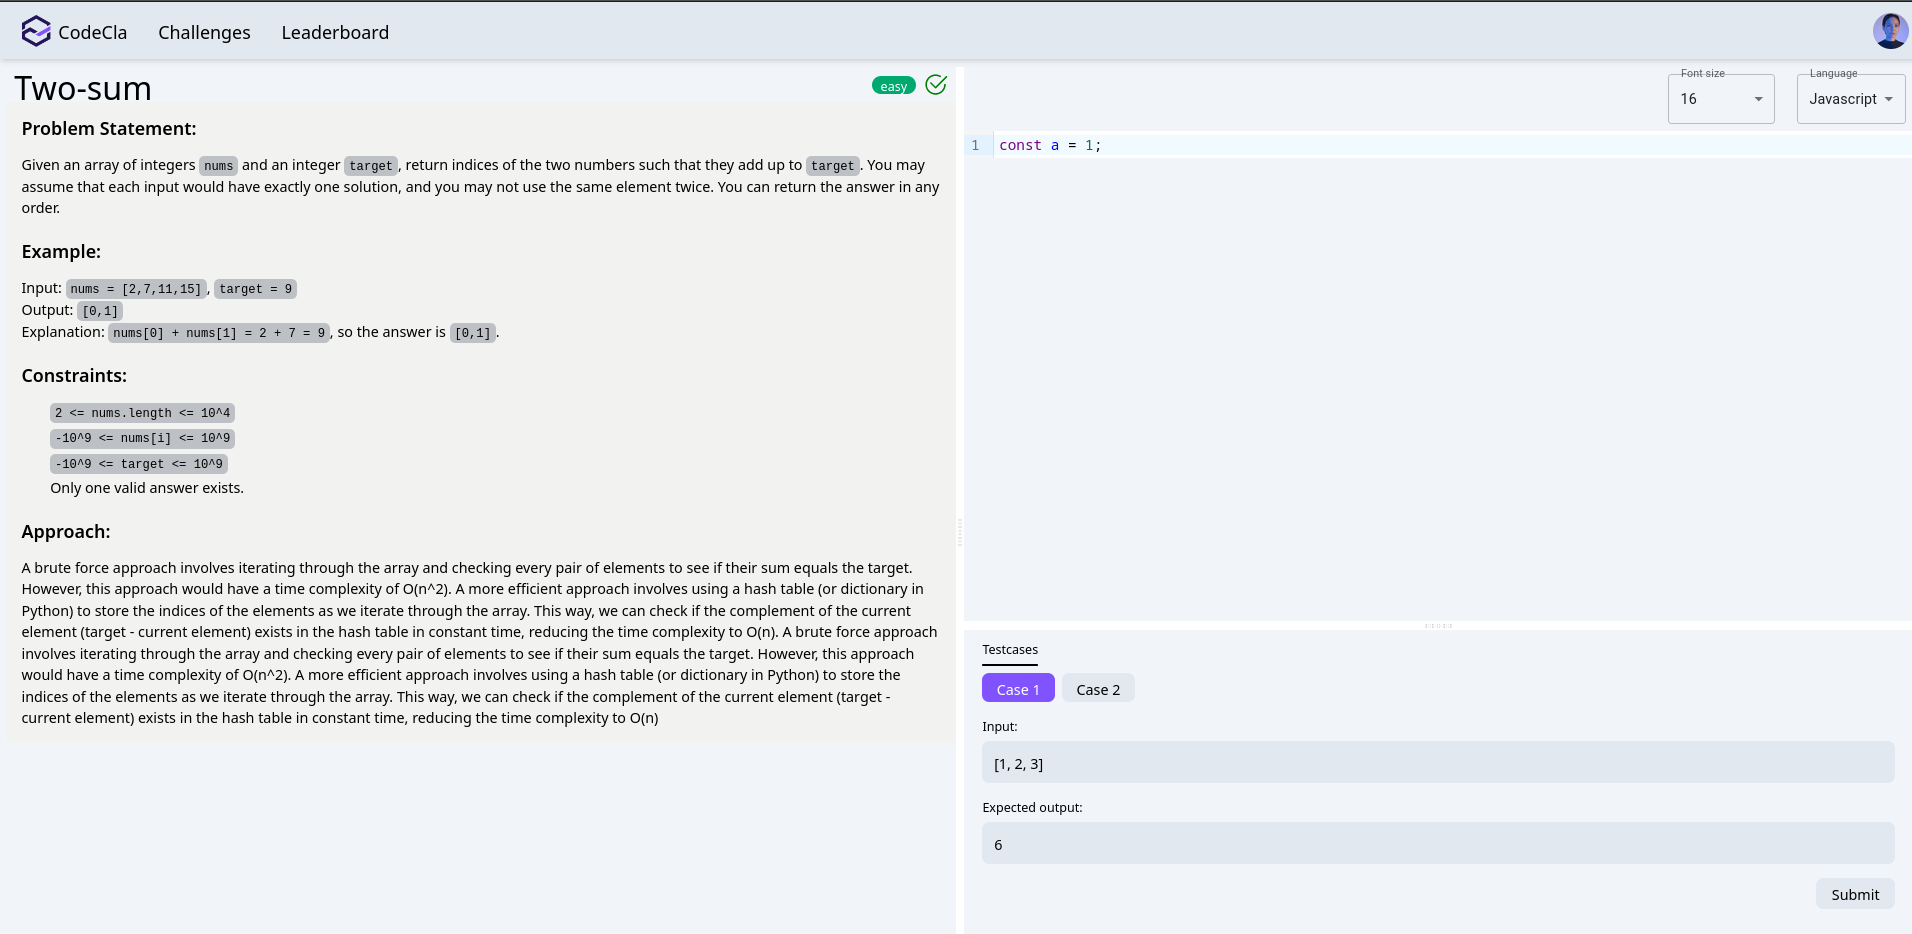 CodeCla
Challenges
Leaderboard
Two-sum
easy
Problem Statement:
Given an array of integers nums and an integer target, return indices of the two numbers such that they add up to target. You may
assume that each input would have exactly one solution, and you may not use the same element twice. You can return the answer in any
order.
Example:
Input: nums = [2,7,11,15], target = 9
Output: [0,1]
Explanation: nums[0] + nums[1] = 2 + 7 = 9, so the answer is [0,1].
Constraints:
2 <= nums.length <= 10^4
-10^9 <= nums[i] <= 10^9
-10^9 <= target <= 10^9
Only one valid answer exists.
Approach:
A brute force approach involves iterating through the array and checking every pair of elements to see if their sum equals the target.
However, this approach would have a time complexity of O(n^2). A more efficient approach involves using a hash table (or dictionary in
Python) to store the indices of the elements as we iterate through the array. This way, we can check if the complement of the current
element (target - current element) exists in the hash table in constant time, reducing the time complexity to O(n). A brute force approach
involves iterating through the array and checking every pair of elements to see if their sum equals the target. However, this approach
would have a time complexity of O(n^2). A more efficient approach involves using a hash table (or dictionary in Python) to store the
indices of the elements as we iterate through the array. This way, we can check if the complement of the current element (target -
current element) exists in the hash table in constant time, reducing the time complexity to O(n)
Font size
16
Language
Javascript
1 const a = 1;
Testcases
Case 1
Case 2
Input:
[1, 2, 3]
Expected output:
6
Submit